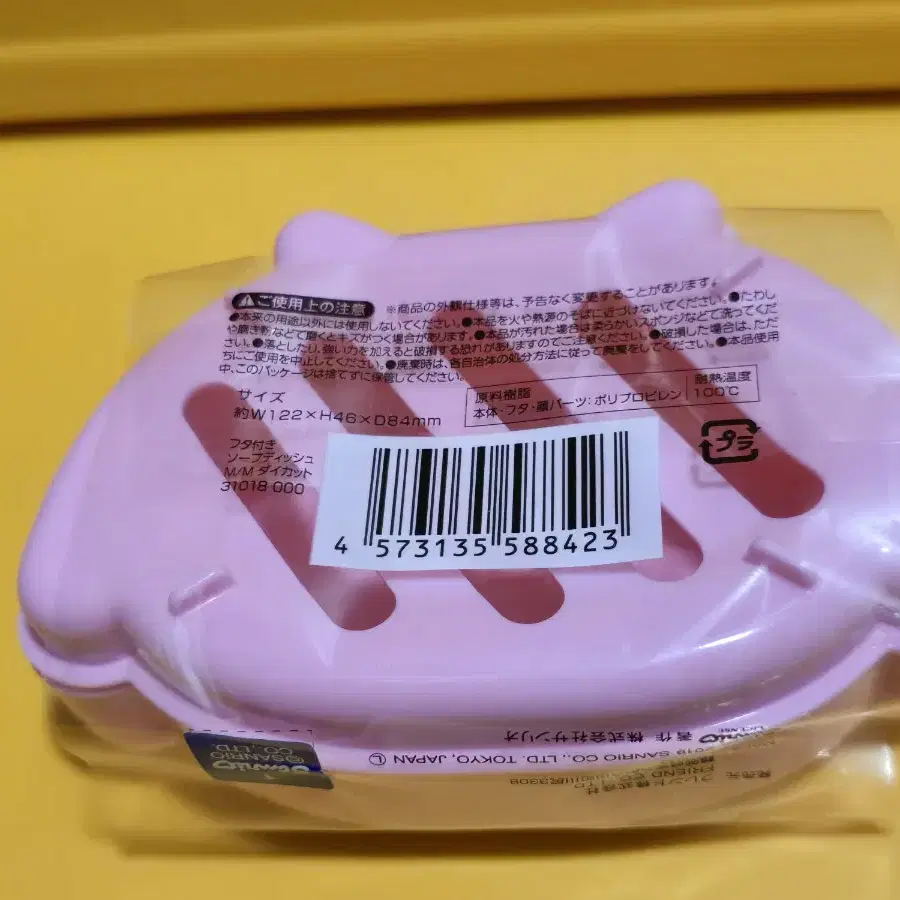 ご使用上の注意 ※商品の外観仕様等は、予告なく変更することがあります。
●本来の用途以外には使用しないでください。●本品を火や熱源のそばに近づけないでください。●たわし
や磨き粉などで磨くとキズがつく場合があります。●本品が汚れた場合は柔らかいスポンジなどで洗ってくだ
さい。●落としたり、強い力を加えると破損する恐れがありますのでご注意ください。●破損した場合は、ただ
ちにご使用を中止してください。●廃棄時は、各自治体の処分方法に従って廃棄をしてください。●本品使用
中、このパッケージは捨てずに保管してください。
サイズ
約W122×H46×D84mm
原料樹脂
本体・フタ・顔パーツ:ポリプロピレン
耐熱温度
100℃
プラ
フタ付き
ソープディッシュ
M/M ダイカット
31018 000
4 573135 588423
著作 株式会社サンリオ
SANRIO CO., LTD. TOKYO, JAPAN Ⓛ
Sanrio
©SANRIO
CO., LTD.